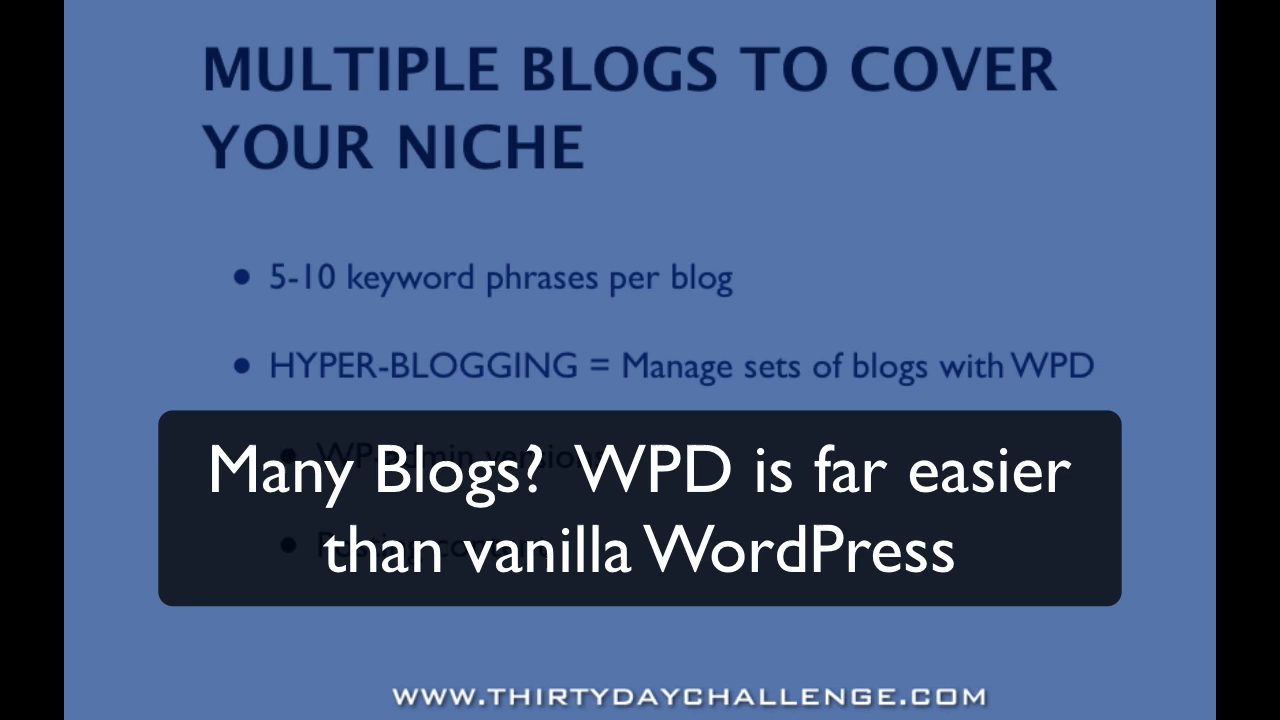 MULTIPLE BLOGS TO COVER
YOUR NICHE
• 5-10 keyword phrases per blog
• HYPER-BLOGGING = Manage sets of blogs with WPD
Many Blogs? WPD is far easier
than vanilla WordPress
WWW.THIRTYDAYCHALLENGE.COM